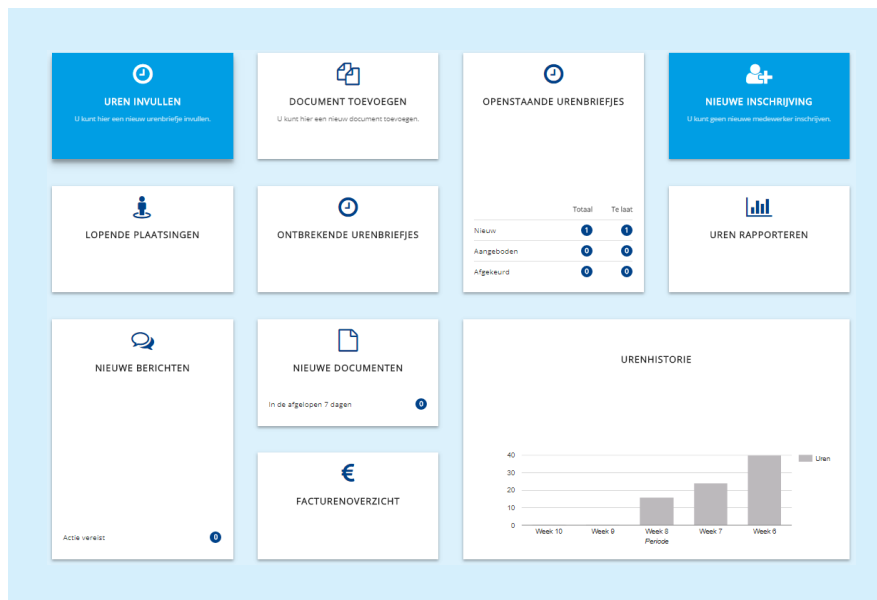 UREN INVULLEN
U kunt hier een nieuw urenbriefje invullen.
DOCUMENT TOEVOEGEN
U kunt hier een nieuw document toevoegen.
OPENSTAANDE URENBRIEFJES
Totaal Te laat
Nieuw 1 1
Aangeboden 0 0
Afgekeurd 0 0
NIEUWE INSCHRIJVING
U kunt geen nieuwe medewerker inschrijven.
LOPENDE PLAATSINGEN
ONTBREKENDE URENBRIEFJES
UREN RAPPORTEREN
NIEUWE BERICHTEN
Actie vereist 0
NIEUWE DOCUMENTEN
In de afgelopen 7 dagen 0
FACTURENOVERZICHT
URENHISTORIE
40
30
20
10
0
Uren
Week 10 Week 9 Week 8 Week 7 Week 6
Periode